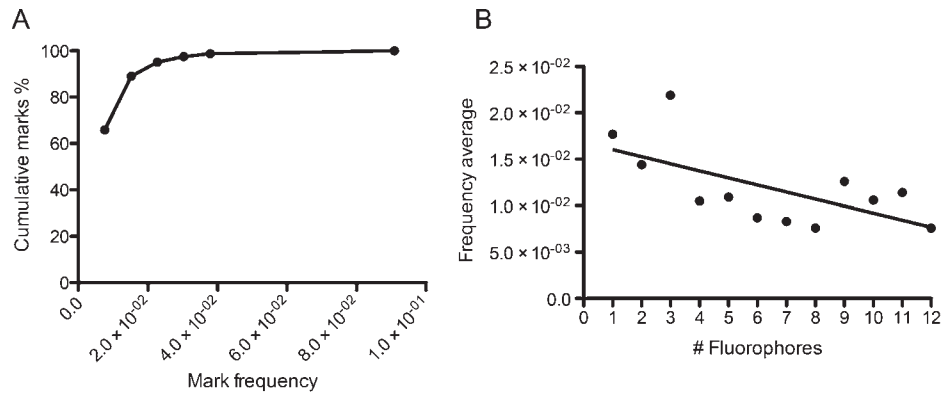 A
Cumulative marks %
100
80
60
40
20
0
0.0
2.0 × 10⁻⁰²
4.0 × 10⁻⁰²
6.0 × 10⁻⁰²
8.0 × 10⁻⁰²
1.0 × 10⁻⁰¹
Mark frequency
B
Frequency average
2.5 × 10⁻⁰²
2.0 × 10⁻⁰²
1.5 × 10⁻⁰²
1.0 × 10⁻⁰²
5.0 × 10⁻⁰³
0.0
0 1 2 3 4 5 6 7 8 9 10 11 12
# Fluorophores